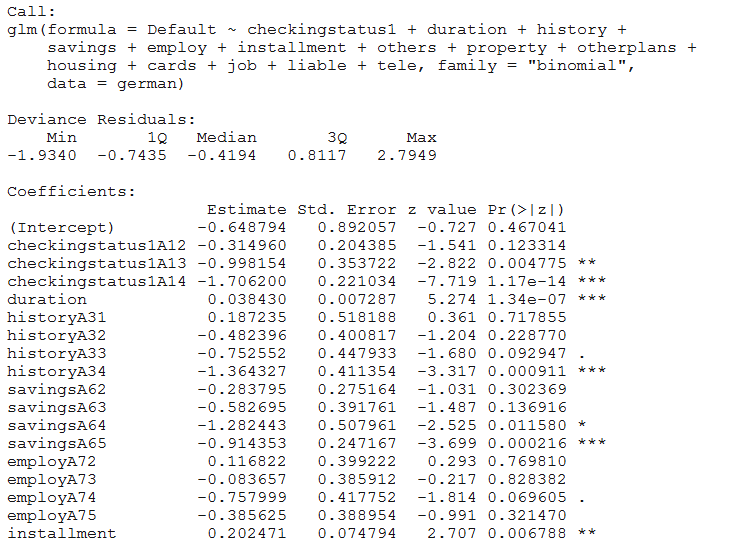 Call:
glm(formula = Default ~ checkingstatus1 + duration + history +
    savings + employ + installment + others + property + otherplans +
    housing + cards + job + liable + tele, family = "binomial",
    data = german)

Deviance Residuals:
    Min       1Q   Median       3Q      Max
-1.9340  -0.7435  -0.4194   0.8117   2.7949

Coefficients:
                    Estimate Std. Error z value Pr(>|z|)
(Intercept)        -0.648794   0.892057  -0.727 0.467041
checkingstatus1A12 -0.314960   0.204385  -1.541 0.123314
checkingstatus1A13 -0.998154   0.353722  -2.822 0.004775 **
checkingstatus1A14 -1.706200   0.221034  -7.719 1.17e-14 ***
duration            0.038430   0.007287   5.274 1.34e-07 ***
historyA31          0.187235   0.518188   0.361 0.717855
historyA32         -0.482396   0.400817  -1.204 0.228770
historyA33         -0.752552   0.447933  -1.680 0.092947 .
historyA34         -1.364327   0.411354  -3.317 0.000911 ***
savingsA62         -0.283795   0.275164  -1.031 0.302369
savingsA63         -0.582695   0.391761  -1.487 0.136916
savingsA64         -1.282443   0.507961  -2.525 0.011580 *
savingsA65         -0.914353   0.247167  -3.699 0.000216 ***
employA72           0.116822   0.399222   0.293 0.769810
employA73          -0.083657   0.385912  -0.217 0.828382
employA74          -0.757999   0.417752  -1.814 0.069605 .
employA75          -0.385625   0.388954  -0.991 0.321470
installment         0.202471   0.074794   2.707 0.006788 **